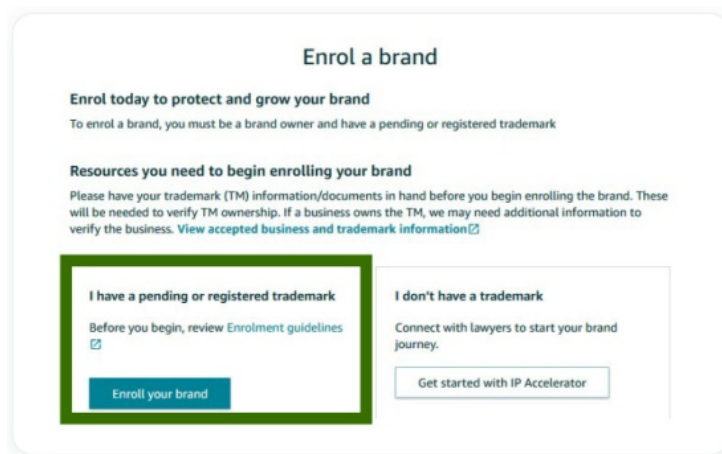 Enrol a brand
Enrol today to protect and grow your brand
To enrol a brand, you must be a brand owner and have a pending or registered trademark
Resources you need to begin enrolling your brand
Please have your trademark (TM) information/documents in hand before you begin enrolling the brand. These
will be needed to verify TM ownership. If a business owns the TM, we may need additional information to
verify the business. View accepted business and trademark information
I have a pending or registered trademark
Before you begin, review Enrolment guidelines
Enroll your brand
I don't have a trademark
Connect with lawyers to start your brand
journey.
Get started with IP Accelerator